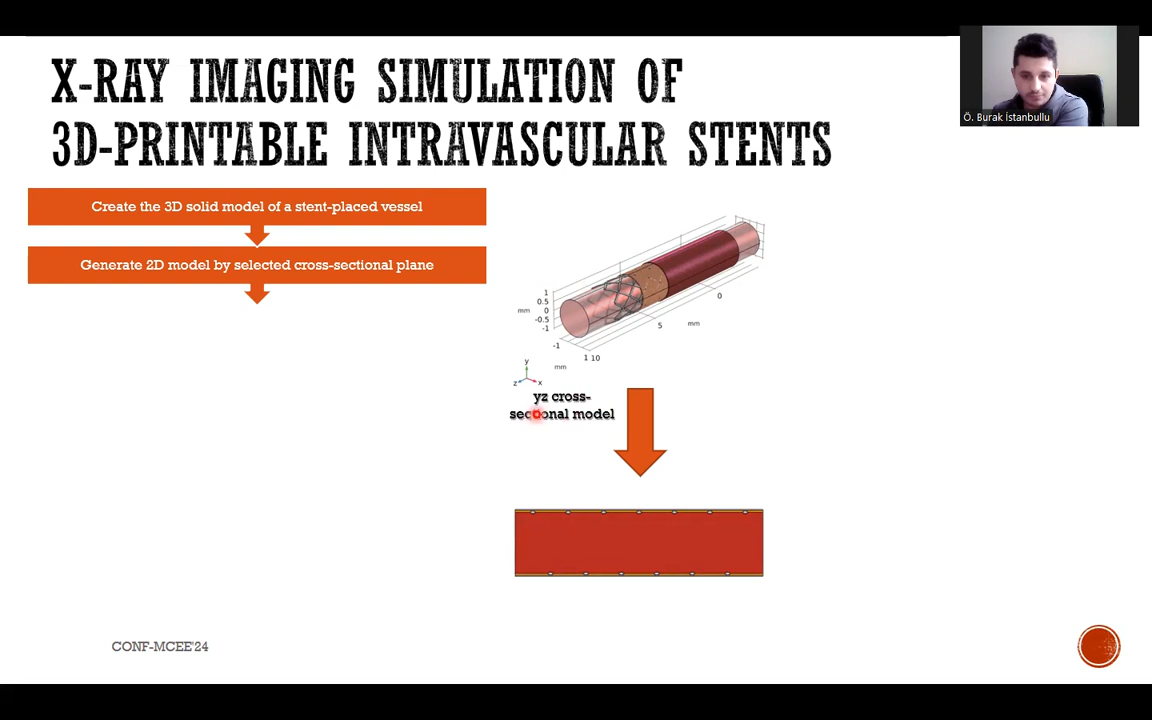 X-RAY IMAGING SIMULATION OF
3D-PRINTABLE INTRAVASCULAR STENTS
Ö. Burak İstanbullu
Create the 3D solid model of a stent-placed vessel
Generate 2D model by selected cross-sectional plane
1
0.5
0
-0.5
-1
mm
-1
mm
1 10
5
mm
0
y
z
x
yz cross-
sectional model
CONF-MCEE'24